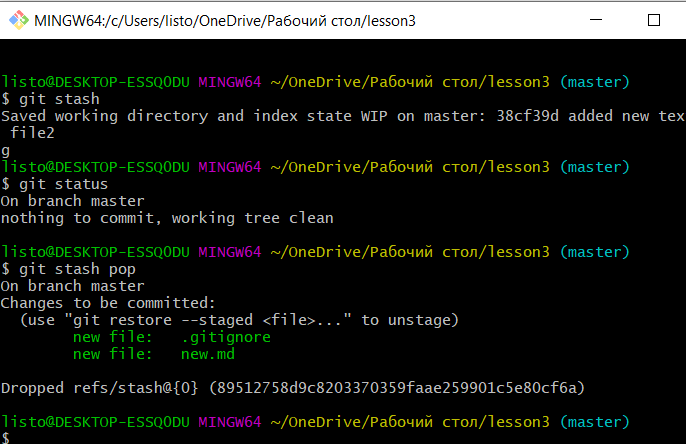 MINGW64:/c/Users/listo/OneDrive/Рабочий стол/lesson3
listo@DESKTOP-ESSQODU MINGW64 ~/OneDrive/Рабочий стол/lesson3 (master)
$ git stash
Saved working directory and index state WIP on master: 38cf39d added new tex
file2
g
listo@DESKTOP-ESSQODU MINGW64 ~/OneDrive/Рабочий стол/lesson3 (master)
$ git status
On branch master
nothing to commit, working tree clean
listo@DESKTOP-ESSQODU MINGW64 ~/OneDrive/Рабочий стол/lesson3 (master)
$ git stash pop
On branch master
Changes to be committed:
  (use "git restore --staged <file>..." to unstage)
        new file:   .gitignore
        new file:   new.md
Dropped refs/stash@{0} (89512758d9c8203370359faae259901c5e80cf6a)
listo@DESKTOP-ESSQODU MINGW64 ~/OneDrive/Рабочий стол/lesson3 (master)
$